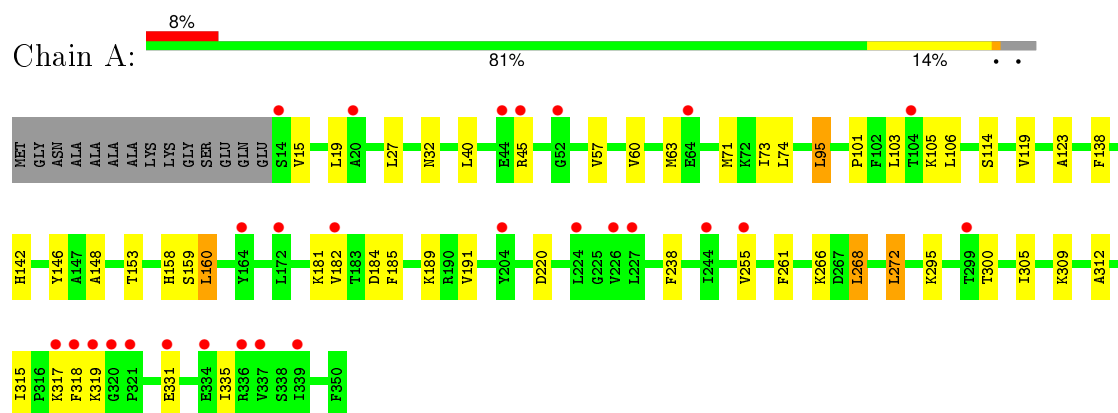 8%
Chain A:
81% 14% • •
MET GLY ASN ALA ALA ALA ALA LYS LYS GLY SER GLU GLN GLU S14 V15 L19 A20 L27 N32 L40 E44 R45 G52 V57 V60 M63 E64 M71 K72 I73 L74 L95 P101 F102 L103 T104 K105 L106 S114 V119 A123 F138
H142 Y146 A147 A148 T153 H158 S159 L160 Y164 L172 K181 V182 T183 D184 F185 K189 R190 V191 Y204 D220 L224 G225 V226 L227 F238 I244 V255 F261 K266 D267 L268 L272 K295 T299 T300 I305 K309 A312
I315 P316 K317 F318 K319 G320 P321 E331 E334 I335 R336 V337 S338 I339 F350